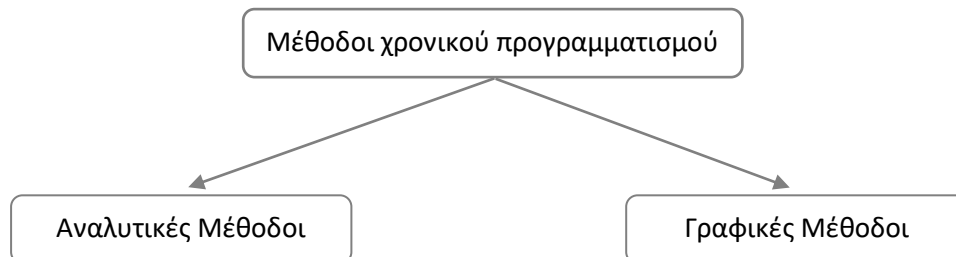 Μέθοδοι χρονικού προγραμματισμού
Αναλυτικές Μέθοδοι
Γραφικές Μέθοδοι